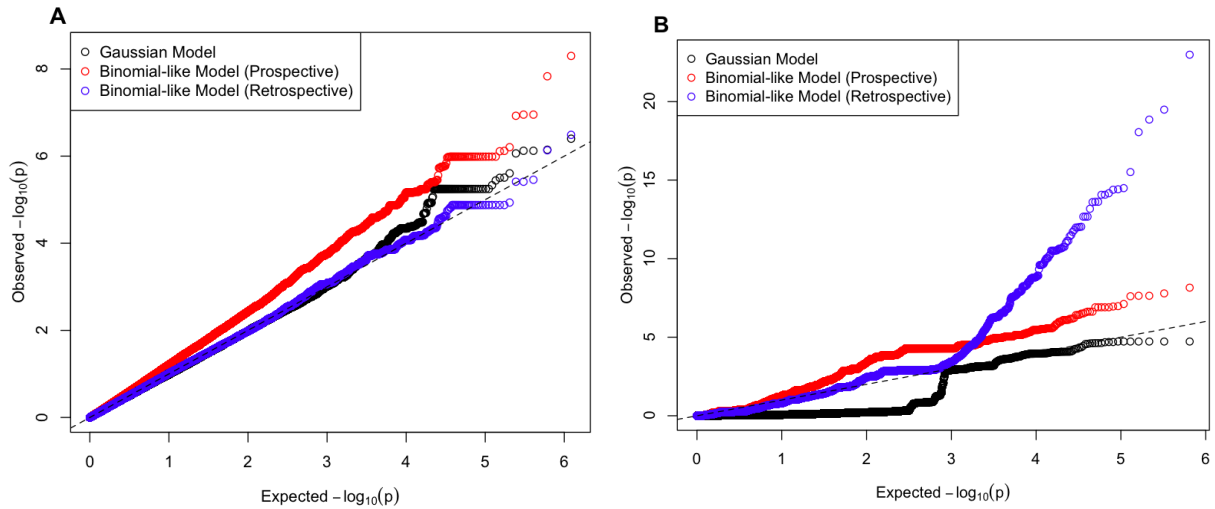 A
Gaussian Model
Binomial-like Model (Prospective)
Binomial-like Model (Retrospective)
8
6
4
2
0
Observed −log10(p)
0 1 2 3 4 5 6
Expected −log10(p)
B
Gaussian Model
Binomial-like Model (Prospective)
Binomial-like Model (Retrospective)
20
15
10
5
0
Observed −log10(p)
0 1 2 3 4 5 6
Expected −log10(p)